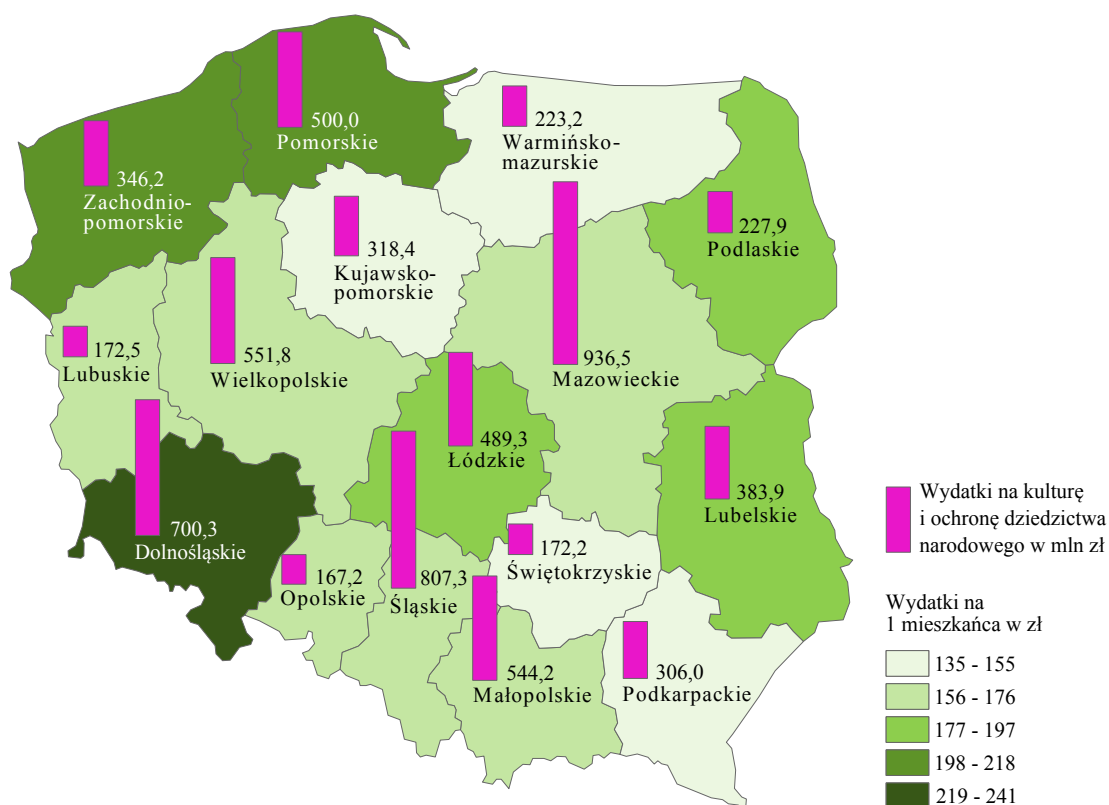 500,0
Pomorskie
223,2
Warmińsko-
mazurskie
346,2
Zachodnio-
pomorskie
318,4
Kujawsko-
pomorskie
227,9
Podlaskie
172,5
Lubuskie
551,8
Wielkopolskie
936,5
Mazowieckie
489,3
Łódzkie
383,9
Lubelskie
700,3
Dolnośląskie
167,2
Opolskie
807,3
Śląskie
172,2
Świętokrzyskie
544,2
Małopolskie
306,0
Podkarpackie
Wydatki na kulturę
i ochronę dziedzictwa
narodowego w mln zł
Wydatki na
1 mieszkańca w zł
135 - 155
156 - 176
177 - 197
198 - 218
219 - 241